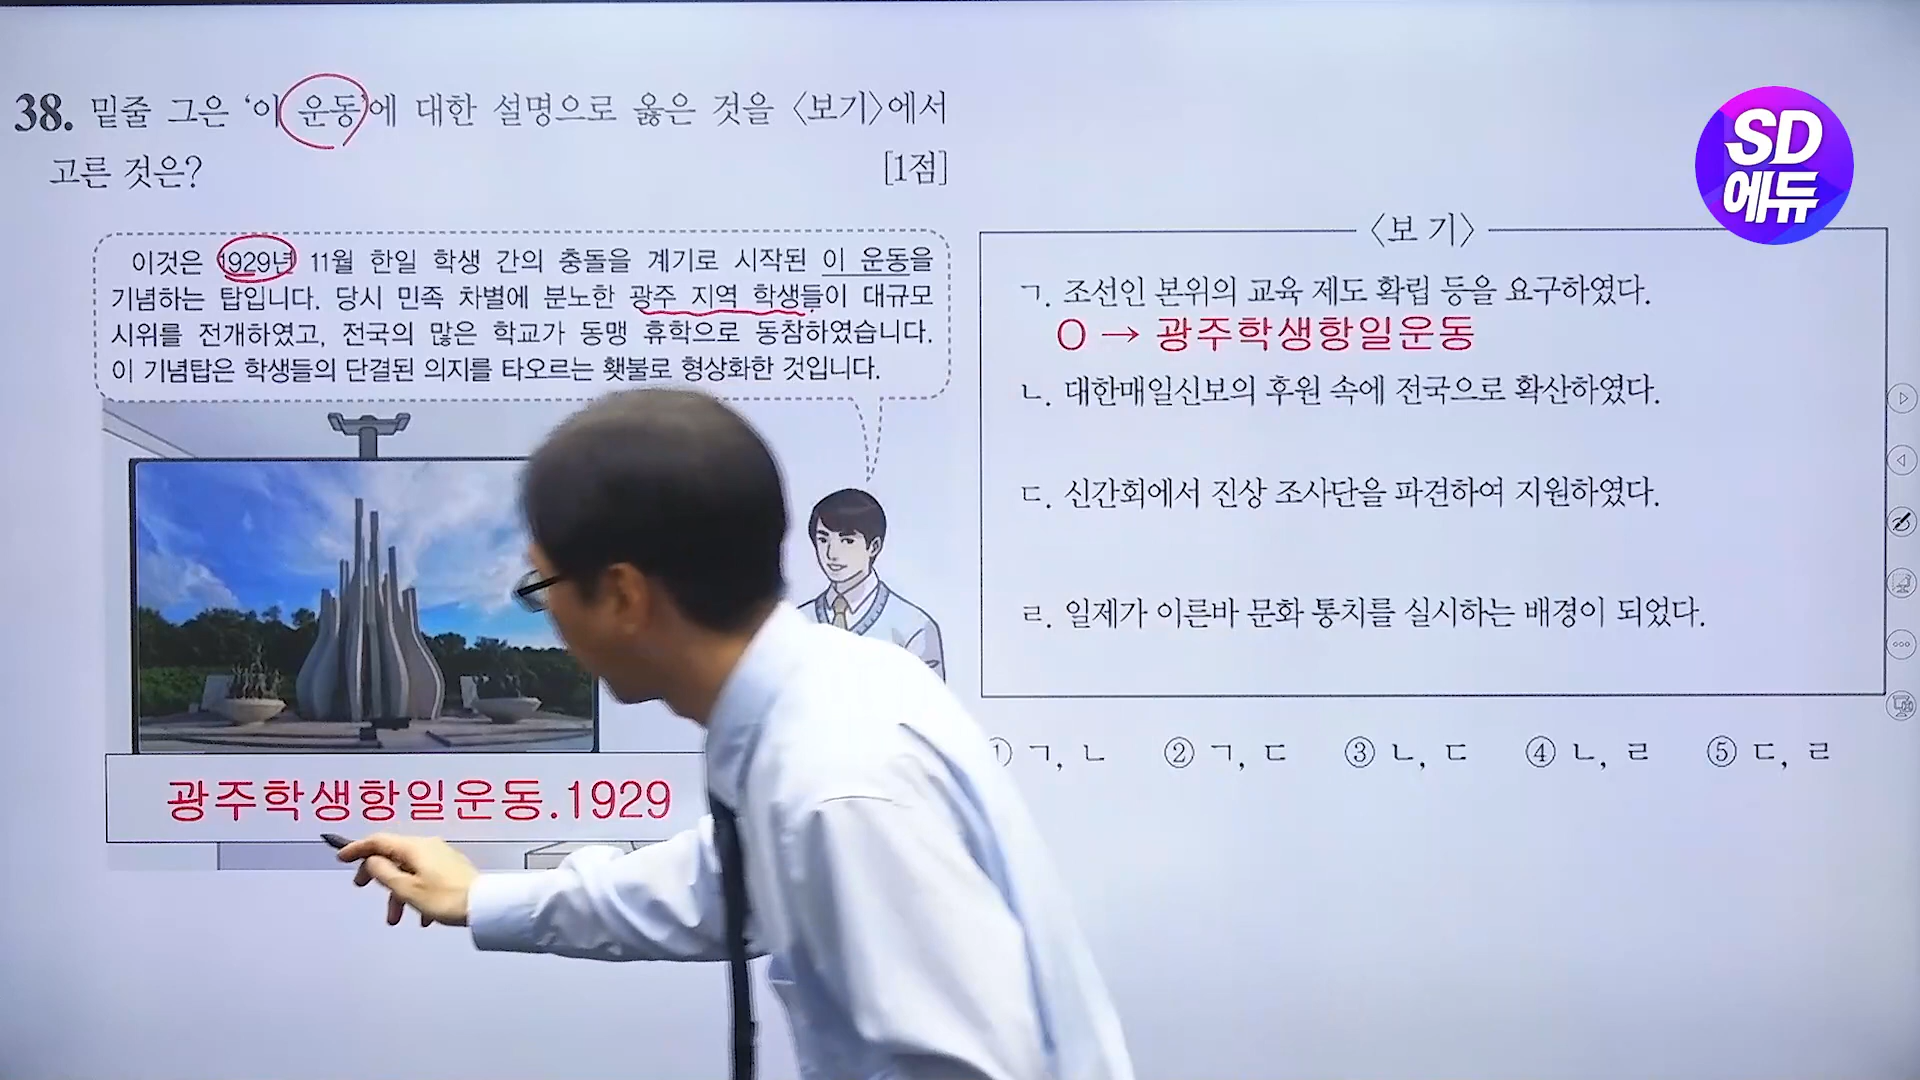 38. 밑줄 그은 ‘이 운동’에 대한 설명으로 옳은 것을 〈보기〉에서
고른 것은? [1점]
이것은 1929년 11월 한일 학생 간의 충돌을 계기로 시작된 이 운동을
기념하는 탑입니다. 당시 민족 차별에 분노한 광주 지역 학생들이 대규모
시위를 전개하였고, 전국의 많은 학교가 동맹 휴학으로 동참하였습니다.
이 기념탑은 학생들의 단결된 의지를 타오르는 횃불로 형상화한 것입니다.
광주학생항일운동.1929
SD
에듀
〈보 기〉
ㄱ. 조선인 본위의 교육 제도 확립 등을 요구하였다.
O → 광주학생항일운동
ㄴ. 대한매일신보의 후원 속에 전국으로 확산하였다.
ㄷ. 신간회에서 진상 조사단을 파견하여 지원하였다.
ㄹ. 일제가 이른바 문화 통치를 실시하는 배경이 되었다.
① ㄱ, ㄴ ② ㄱ, ㄷ ③ ㄴ, ㄷ ④ ㄴ, ㄹ ⑤ ㄷ, ㄹ